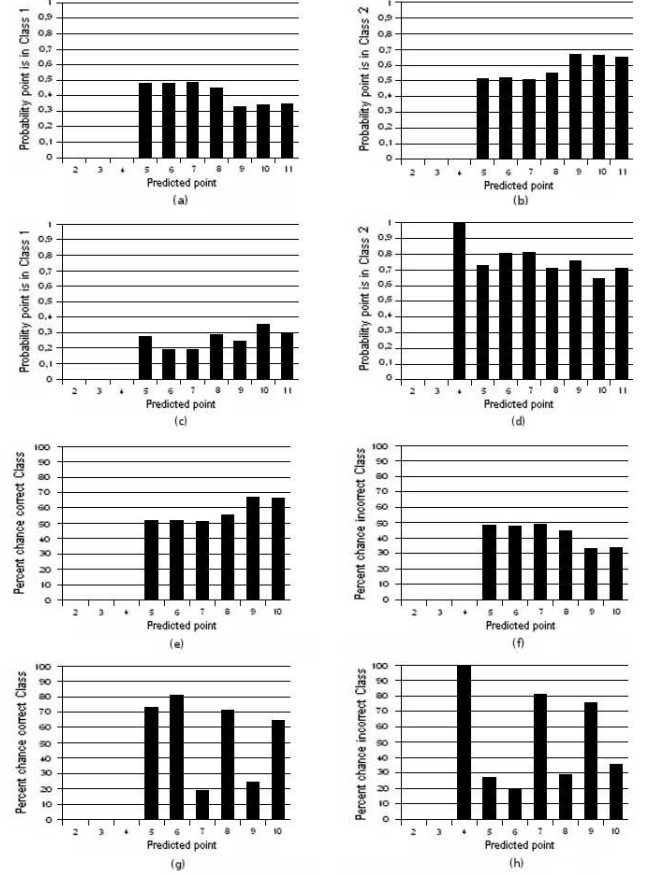 Probability point is in Class 1
1
0,9
0,8
0,7
0,6
0,5
0,4
0,3
0,2
0,1
0
2 3 4 5 6 7 8 9 10 11
Predicted point
(a)
Probability point is in Class 2
1
0,9
0,8
0,7
0,6
0,5
0,4
0,3
0,2
0,1
0
2 3 4 5 6 7 8 9 10 11
Predicted point
(b)
Probability point is in Class 1
1
0,9
0,8
0,7
0,6
0,5
0,4
0,3
0,2
0,1
0
2 3 4 5 6 7 8 9 10 11
Predicted point
(c)
Probability point is in Class 2
1
0,9
0,8
0,7
0,6
0,5
0,4
0,3
0,2
0,1
0
2 3 4 5 6 7 8 9 10 11
Predicted point
(d)
Percent chance correct Class
100
90
80
70
60
50
40
30
20
10
0
2 3 4 5 6 7 8 9 10
Predicted point
(e)
Percent chance incorrect Class
100
90
80
70
60
50
40
30
20
10
0
2 3 4 5 6 7 8 9 10
Predicted point
(f)
Percent chance correct Class
100
90
80
70
60
50
40
30
20
10
0
2 3 4 5 6 7 8 9 10
Predicted point
(g)
Percent chance incorrect Class
100
90
80
70
60
50
40
30
20
10
0
2 3 4 5 6 7 8 9 10
Predicted point
(h)